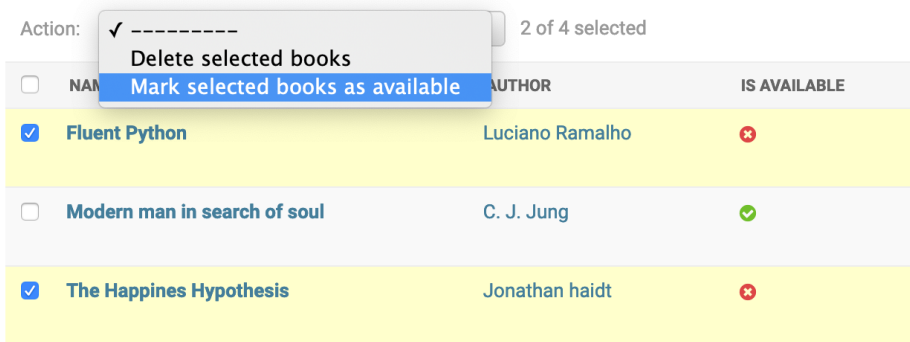 Action:
✓ ---------
2 of 4 selected
Delete selected books
Mark selected books as available
AUTHOR
IS AVAILABLE
Fluent Python
Luciano Ramalho
Modern man in search of soul
C. J. Jung
The Happines Hypothesis
Jonathan haidt